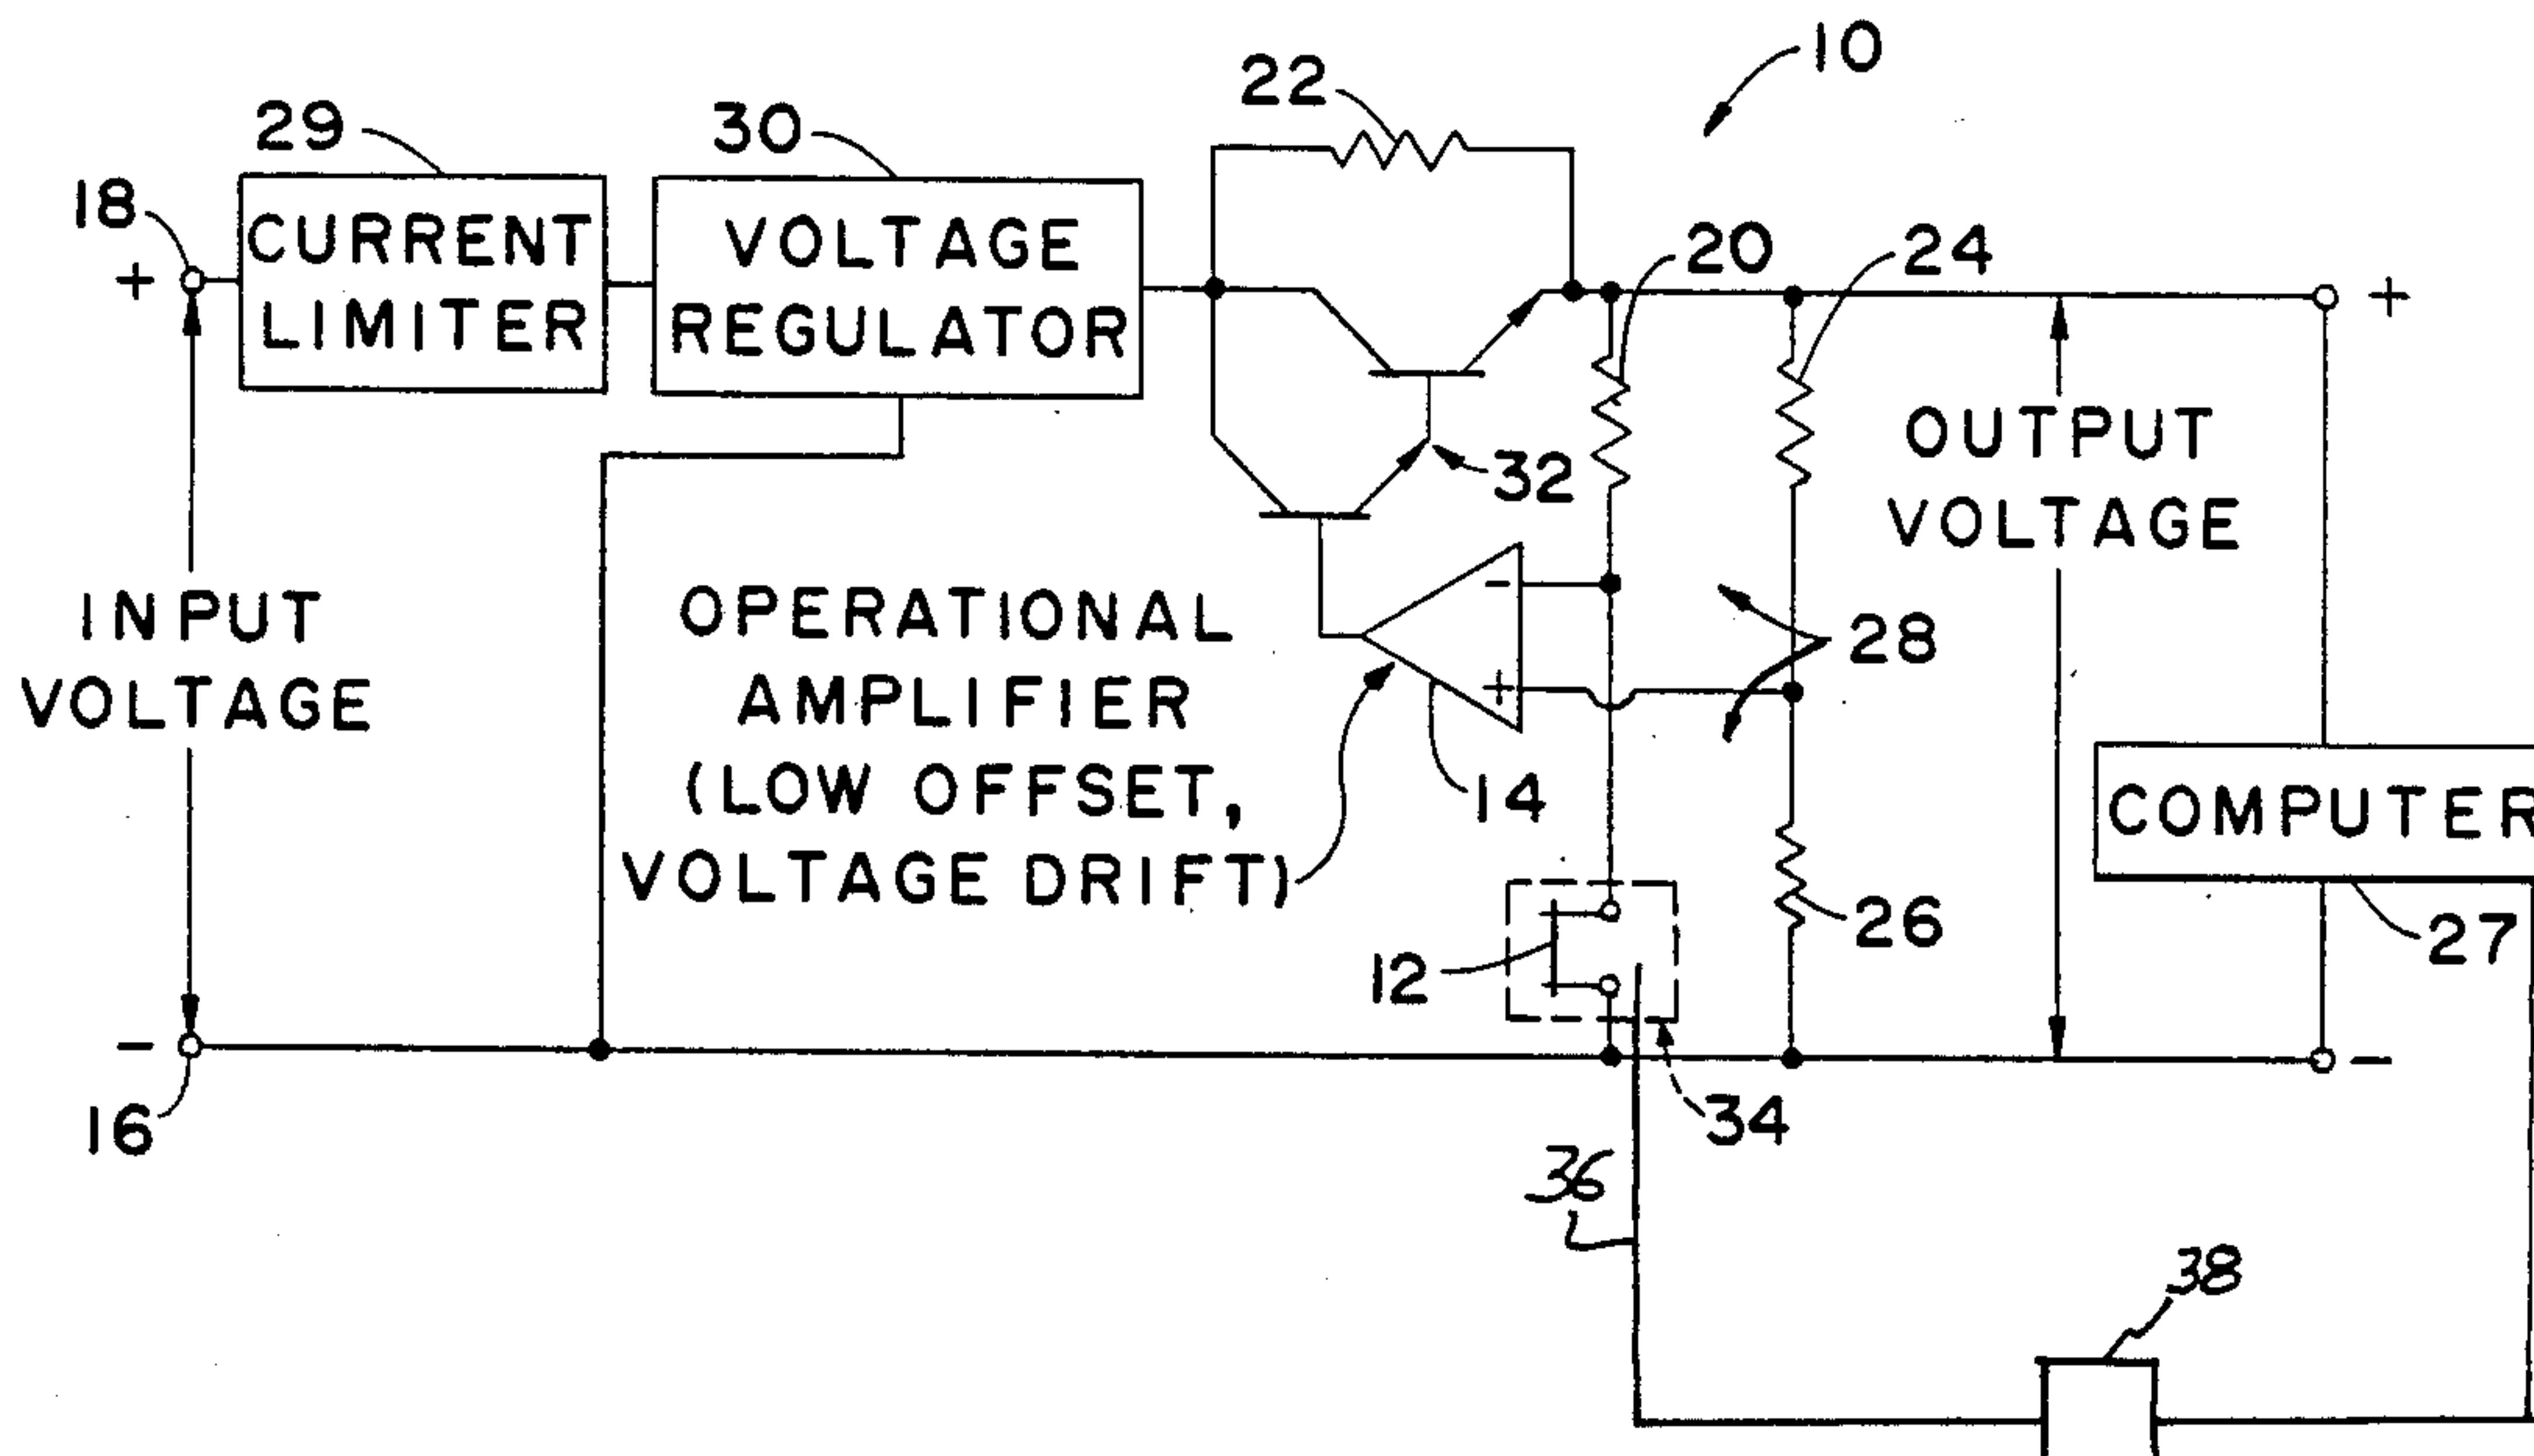 10
22
29
30
18
CURRENT
LIMITER
VOLTAGE
REGULATOR
20
24
+
+
OUTPUT
VOLTAGE
32
INPUT
VOLTAGE
OPERATIONAL
AMPLIFIER
(LOW OFFSET,
VOLTAGE DRIFT)
-
+
28
14
COMPUTER
12
26
27
-
-
16
34
36
38